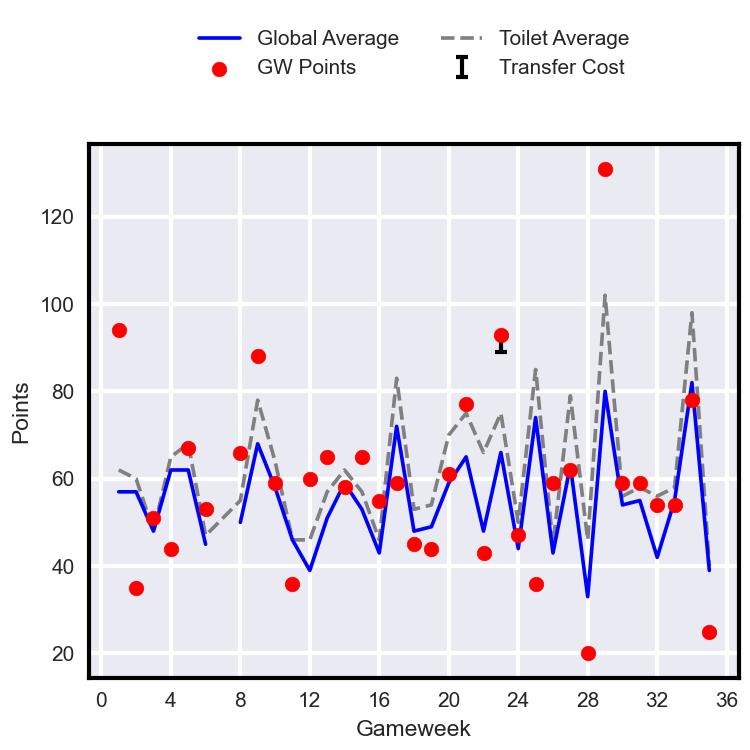 Global Average
Toilet Average
GW Points
Transfer Cost
Points
120
100
80
60
40
20
0 4 8 12 16 20 24 28 32 36
Gameweek